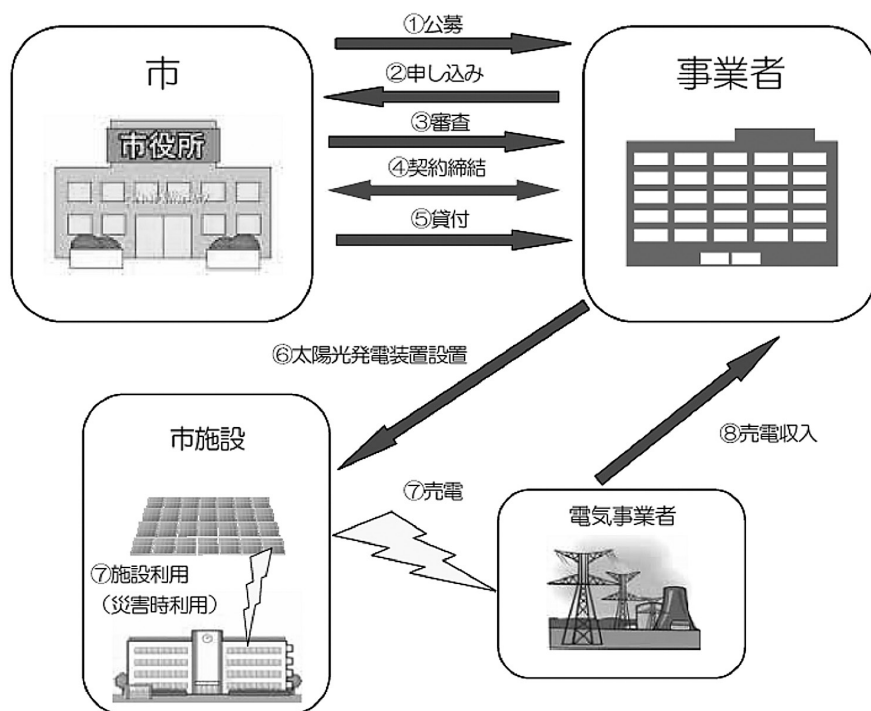 市
市役所
事業者
①公募
②申し込み
③審査
④契約締結
⑤貸付
⑥太陽光発電装置設置
市施設
⑦施設利用
（災害時利用）
⑦売電
⑧売電収入
電気事業者